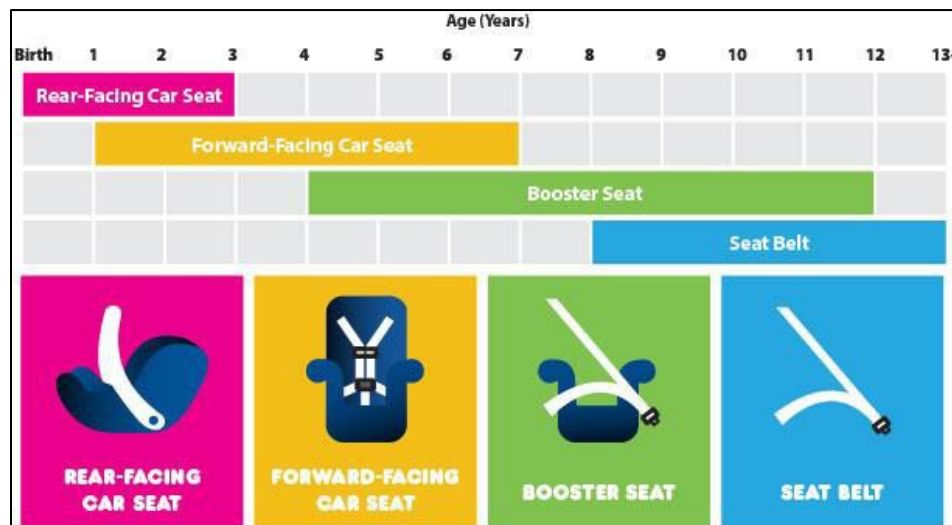 Age (Years)
Birth 1 2 3 4 5 6 7 8 9 10 11 12 13+
Rear-Facing Car Seat
Forward-Facing Car Seat
Booster Seat
Seat Belt
REAR-FACING
CAR SEAT
FORWARD-FACING
CAR SEAT
BOOSTER SEAT
SEAT BELT